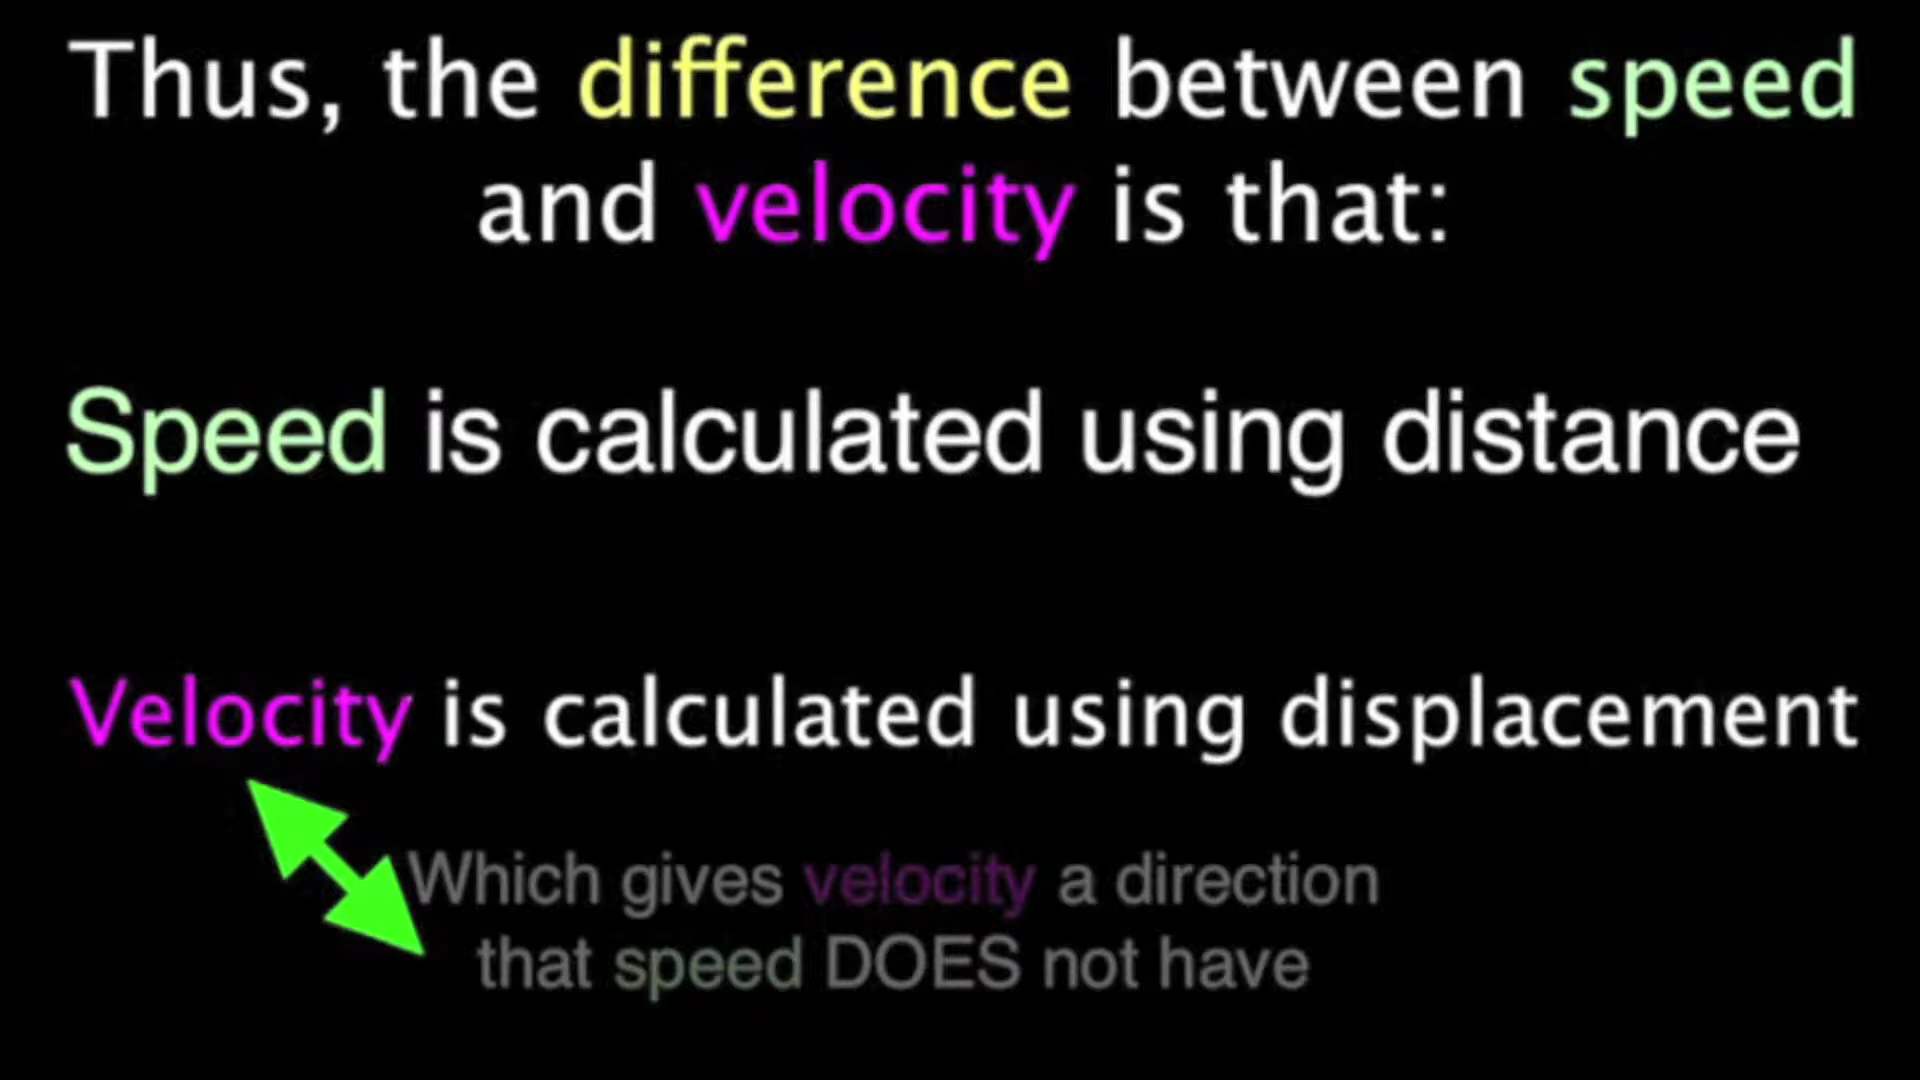 Thus, the difference between speed
and velocity is that:
Speed is calculated using distance
Velocity is calculated using displacement
Which gives velocity a direction
that speed DOES not have